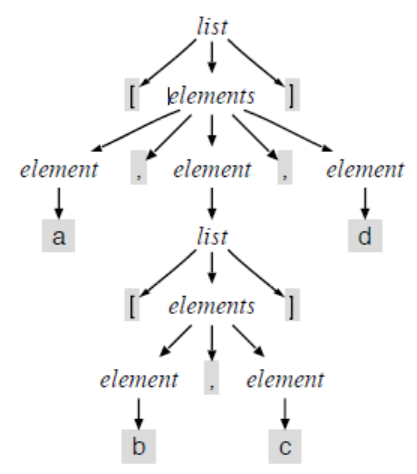 list
[ elements ]
element , element , element
a list d
[ elements ]
element , element
b c